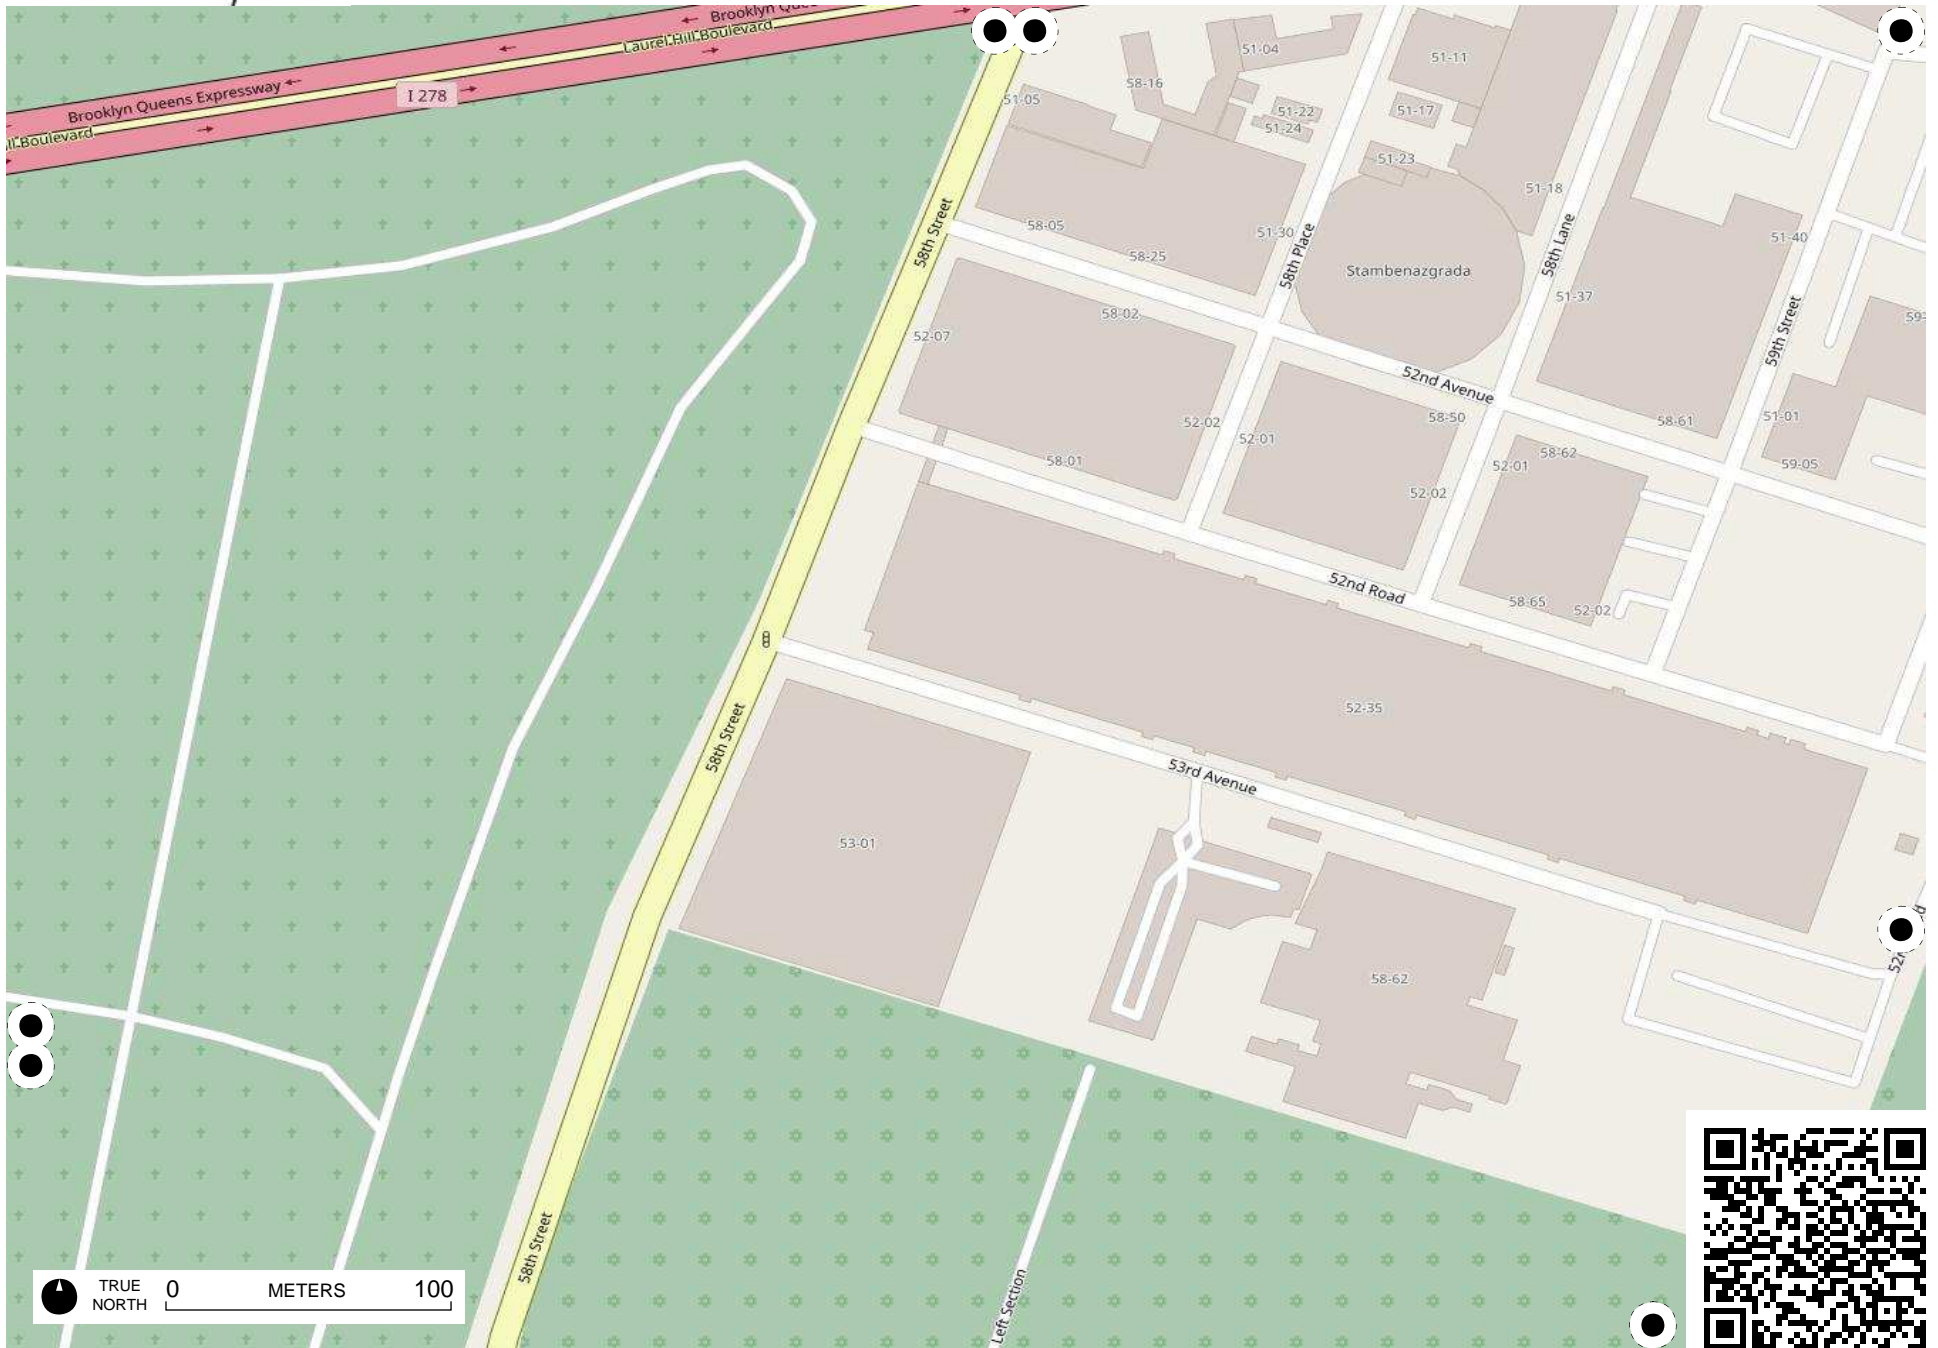 Brooklyn Que
Laurel Hill Boulevard
51-04
51-11
58-16
Brooklyn Queens Expressway
I 278
51-05
51-22
51-17
51-24
ll Boulevard
51-23
51-18
58th Street
58-05
51-30
58th Place
58-25
Stambenazgrada
58th Lane
51-40
51-37
58-02
52-07
59th Street
59-
52nd Avenue
52-02
52-01
58-50
58-61
51-01
58-01
52-01
58-62
59-05
52-02
52nd Road
58-65
52-02
52-35
58th Street
53rd Avenue
53-01
58-62
52n
d
58th Street
Left Section
TRUE
NORTH
0 METERS 100